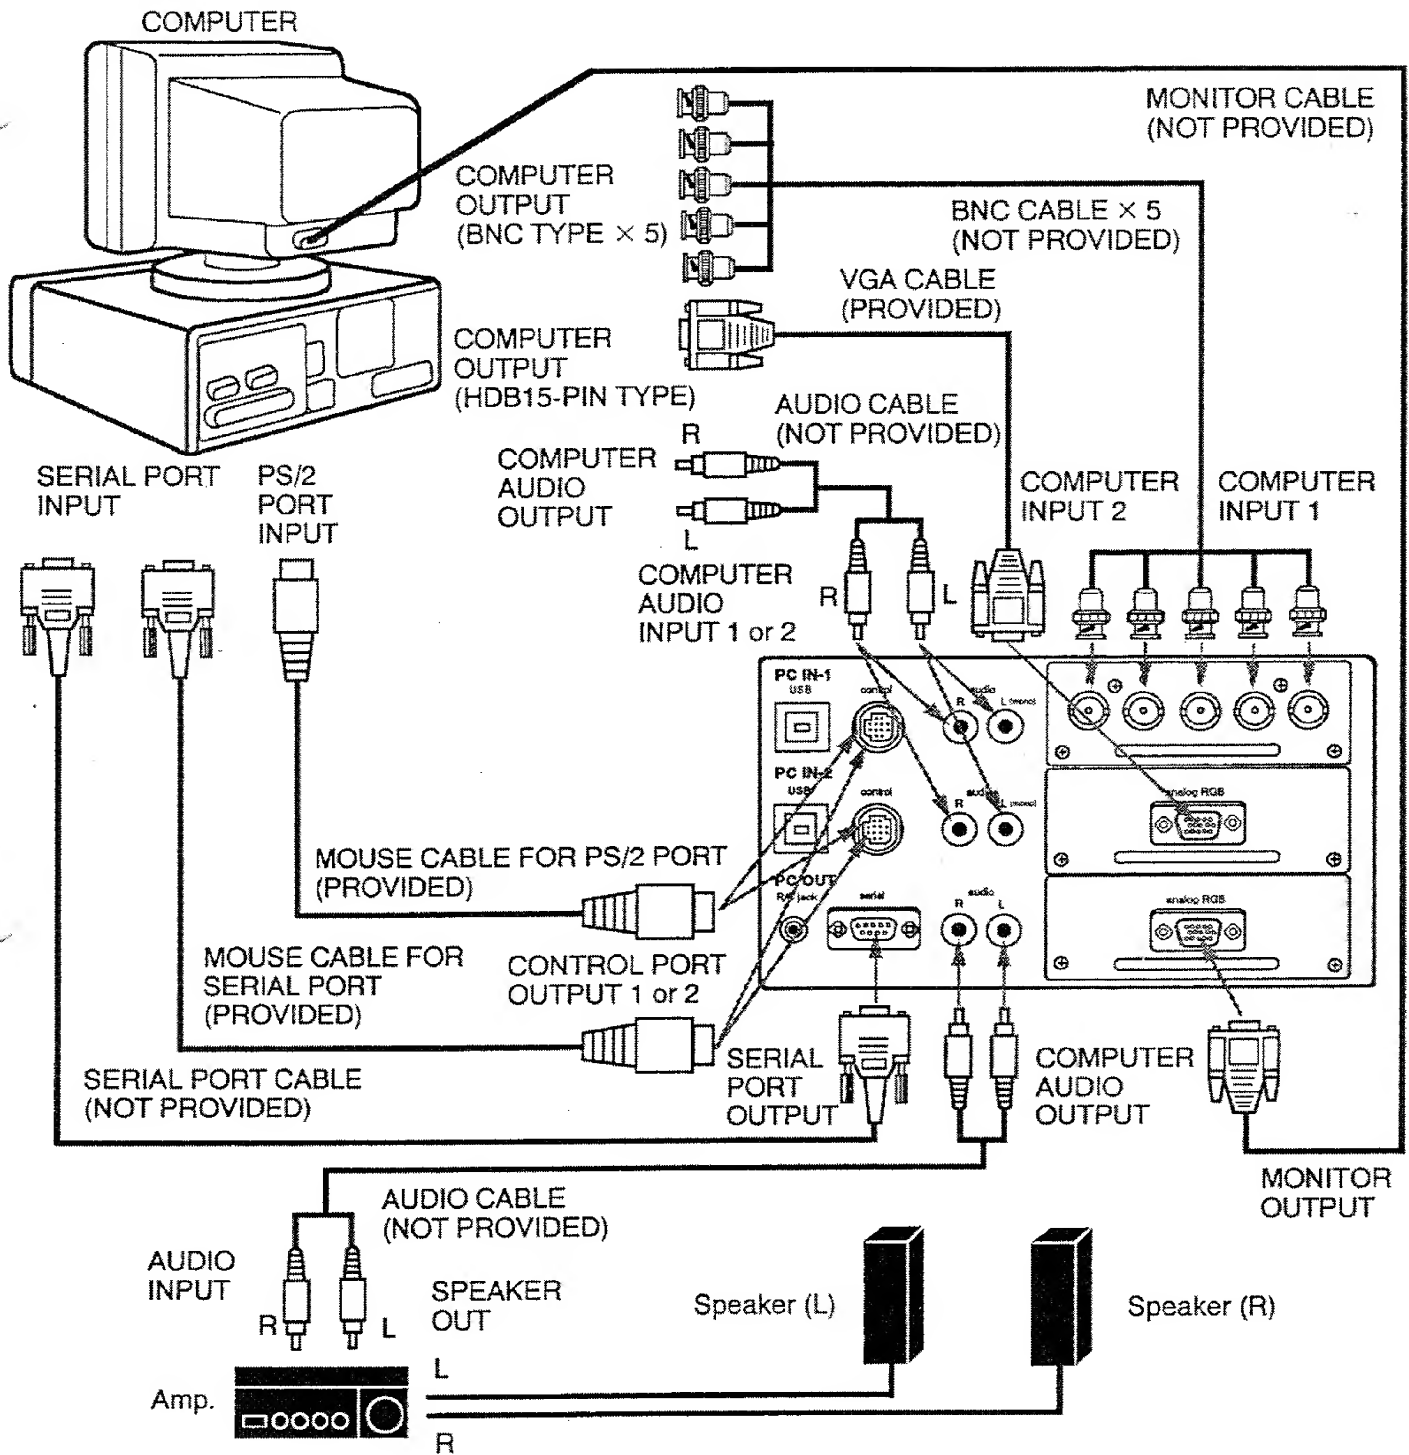 COMPUTER
MONITOR CABLE
(NOT PROVIDED)
COMPUTER
OUTPUT
(BNC TYPE × 5)
BNC CABLE × 5
(NOT PROVIDED)
VGA CABLE
(PROVIDED)
COMPUTER
OUTPUT
(HDB15-PIN TYPE)
AUDIO CABLE
(NOT PROVIDED)
R
COMPUTER
AUDIO
OUTPUT
L
SERIAL PORT
INPUT
PS/2
PORT
INPUT
COMPUTER
INPUT 2
COMPUTER
INPUT 1
COMPUTER
AUDIO
INPUT 1 or 2
R
L
PC IN-1
USB
control
audio
R
L (mono)
PC IN-2
USB
control
audio
R
L (mono)
analog RGB
MOUSE CABLE FOR PS/2 PORT
(PROVIDED)
PC OUT
R/C jack
serial
audio
R
L
analog RGB
MOUSE CABLE FOR
SERIAL PORT
(PROVIDED)
CONTROL PORT
OUTPUT 1 or 2
SERIAL PORT CABLE
(NOT PROVIDED)
SERIAL
PORT
OUTPUT
COMPUTER
AUDIO
OUTPUT
MONITOR
OUTPUT
AUDIO CABLE
(NOT PROVIDED)
AUDIO
INPUT
R
L
SPEAKER
OUT
Speaker (L)
Speaker (R)
Amp.
L
R